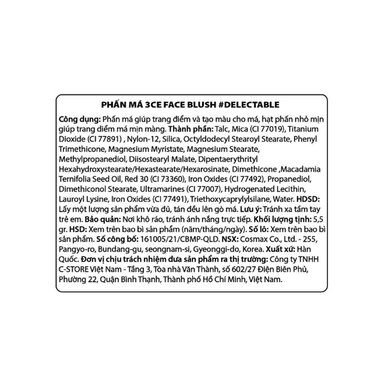 PHẤN MÁ 3CE FACE BLUSH #DELECTABLE
Công dụng: Phấn má giúp trang điểm và tạo màu cho má, hạt phấn nhỏ mịn
giúp trang điểm má mịn màng. Thành phần: Talc, Mica (CI 77019), Titanium
Dioxide (CI 77891) , Nylon-12, Silica, Octyldodecyl Stearoyl Stearate, Phenyl
Trimethicone, Magnesium Myristate, Magnesium Stearate,
Methylpropanediol, Diisostearyl Malate, Dipentaerythrityl
Hexahydroxystearate/Hexastearate/Hexarosinate, Dimethicone ,Macadamia
Ternifolia Seed Oil, Red 30 (CI 73360), Iron Oxides (CI 77492), Propanediol,
Dimethiconol Stearate, Ultramarines (CI 77007), Hydrogenated Lecithin,
Lauroyl Lysine, Iron Oxides (CI 77491), Triethoxycaprylylsilane, Water. HDSD:
Lấy một lượng phấn vừa đủ, tán đều lên gò má. Lưu ý: Tránh xa tầm tay
trẻ em. Bảo quản: Nơi khô ráo, tránh ánh nắng trực tiếp. Khối lượng tịnh: 5,5
gr. HSD: Xem trên bao bì sản phẩm (năm/tháng/ngày). Số lô: Xem trên bao bì
sản phẩm. Số công bố: 161005/21/CBMP-QLD. NSX: Cosmax Co., Ltd. - 255,
Pangyo-ro, Bundang-gu, seongnam-si, Gyeonggi-do, Korea. Xuất xứ: Hàn
Quốc. Đơn vị chịu trách nhiệm đưa sản phẩm ra thị trường: Công ty TNHH
C-STORE Việt Nam - Tầng 3, Tòa nhà Vân Thành, số 602/27 Điện Biên Phủ,
Phường 22, Quận Bình Thạnh, Thành phố Hồ Chí Minh, Việt Nam.